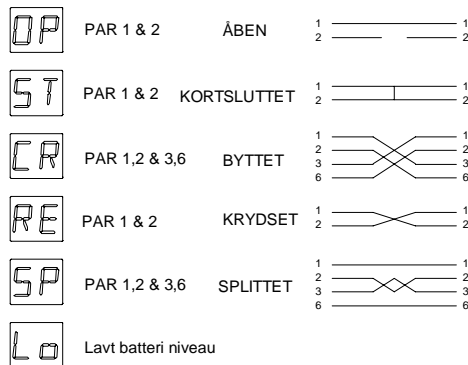 OP PAR 1 & 2 ÅBEN 1 1
2 2
ST PAR 1 & 2 KORTSLUTTET 1 1
2 2
CR PAR 1,2 & 3,6 BYTTET 1 1
2 2
3 3
6 6
RE PAR 1 & 2 KRYDSET 1 1
2 2
SP PAR 1,2 & 3,6 SPLITTET 1 1
2 2
3 3
6 6
Lo Lavt batteri niveau